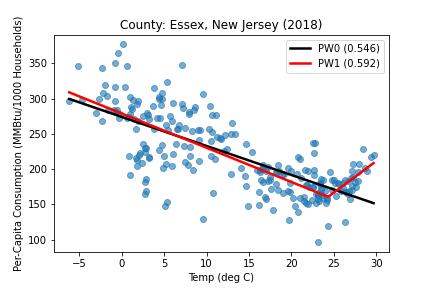 County: Essex, New Jersey (2018)
PW0 (0.546)
PW1 (0.592)
Per-Capita Consumption (MMBtu/1000 Households)
350
300
250
200
150
100
−5 0 5 10 15 20 25 30
Temp (deg C)